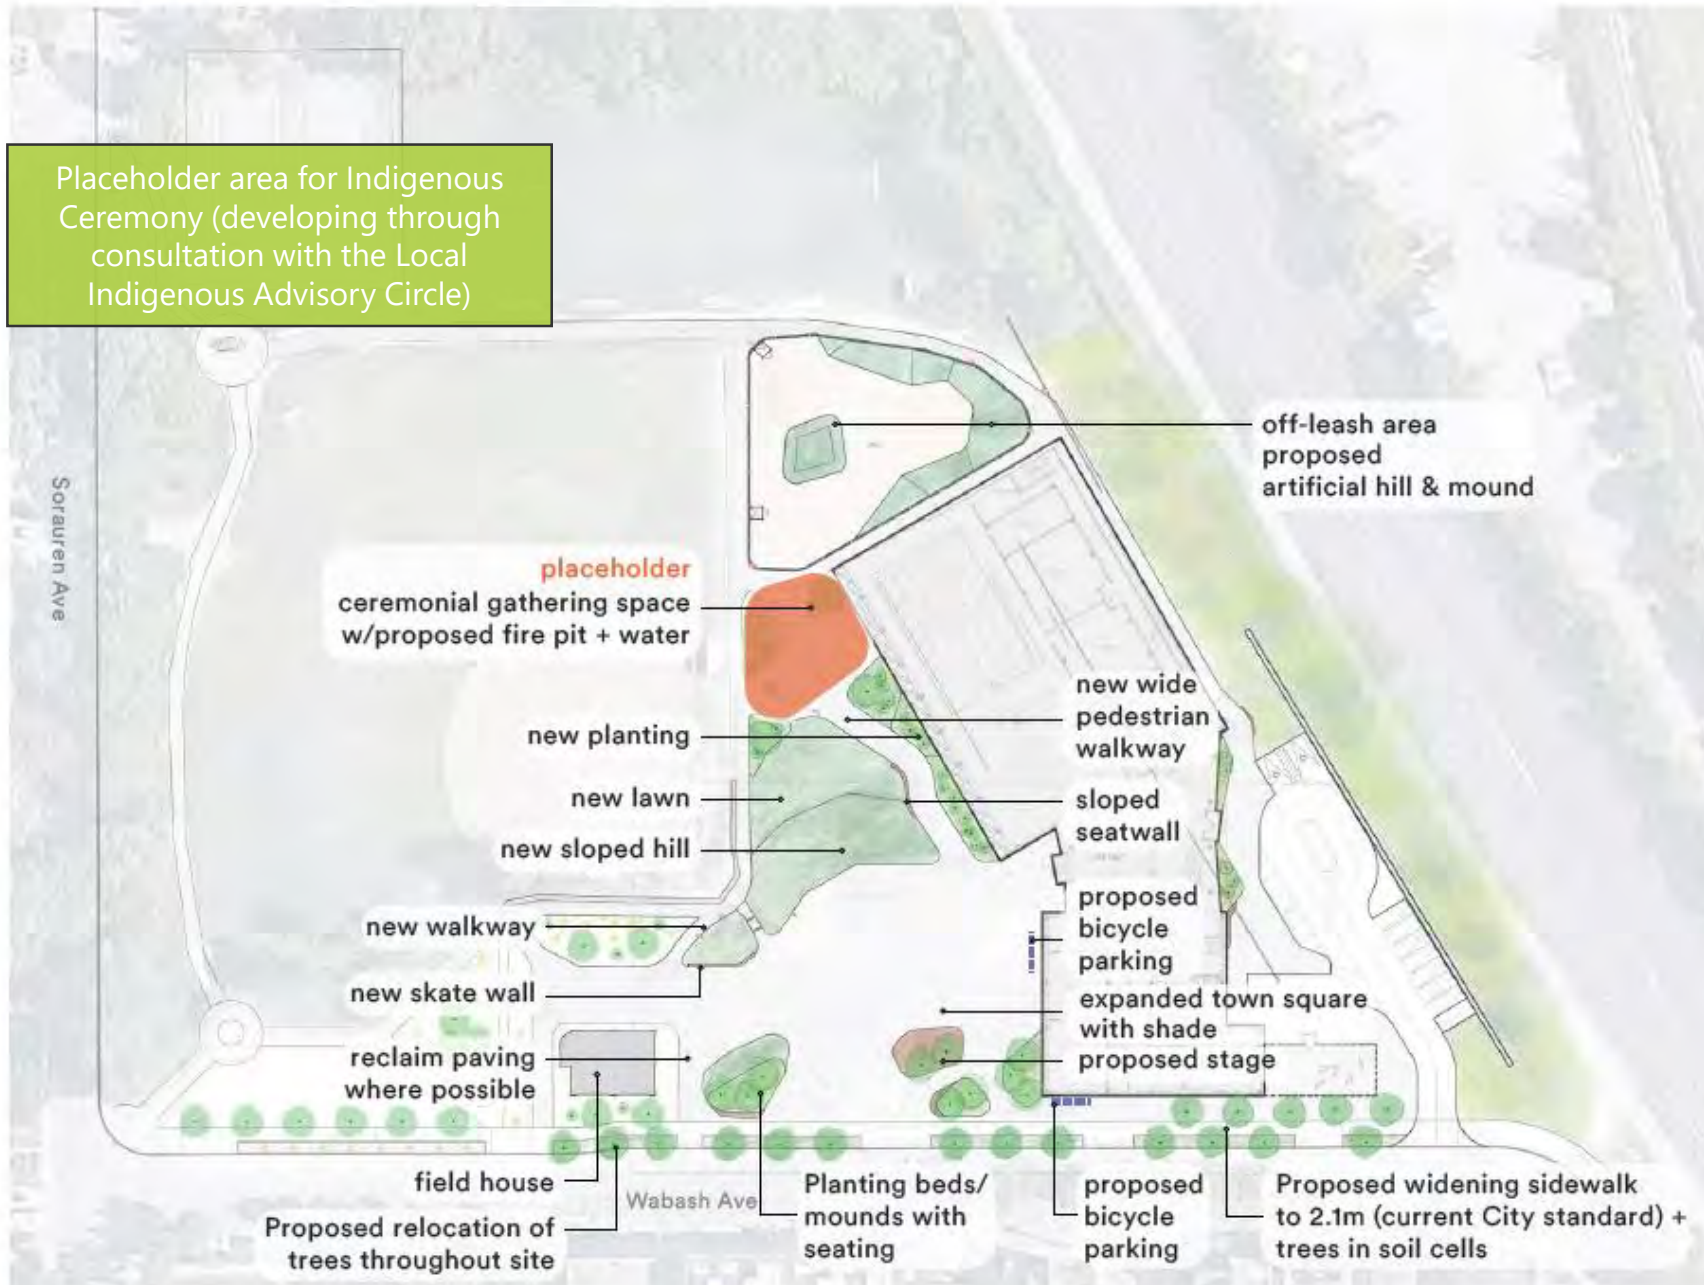 Placeholder area for Indigenous
Ceremony (developing through
consultation with the Local
Indigenous Advisory Circle)
off-leash area
proposed
artificial hill & mound
Sorauren Ave
placeholder
ceremonial gathering space
w/proposed fire pit + water
new wide
pedestrian
walkway
new planting
new lawn
sloped
seatwall
new sloped hill
proposed
bicycle
parking
new walkway
new skate wall
expanded town square
with shade
proposed stage
reclaim paving
where possible
field house
Wabash Ave
Proposed relocation of
trees throughout site
Planting beds/
mounds with
seating
proposed
bicycle
parking
Proposed widening sidewalk
to 2.1m (current City standard) +
trees in soil cells